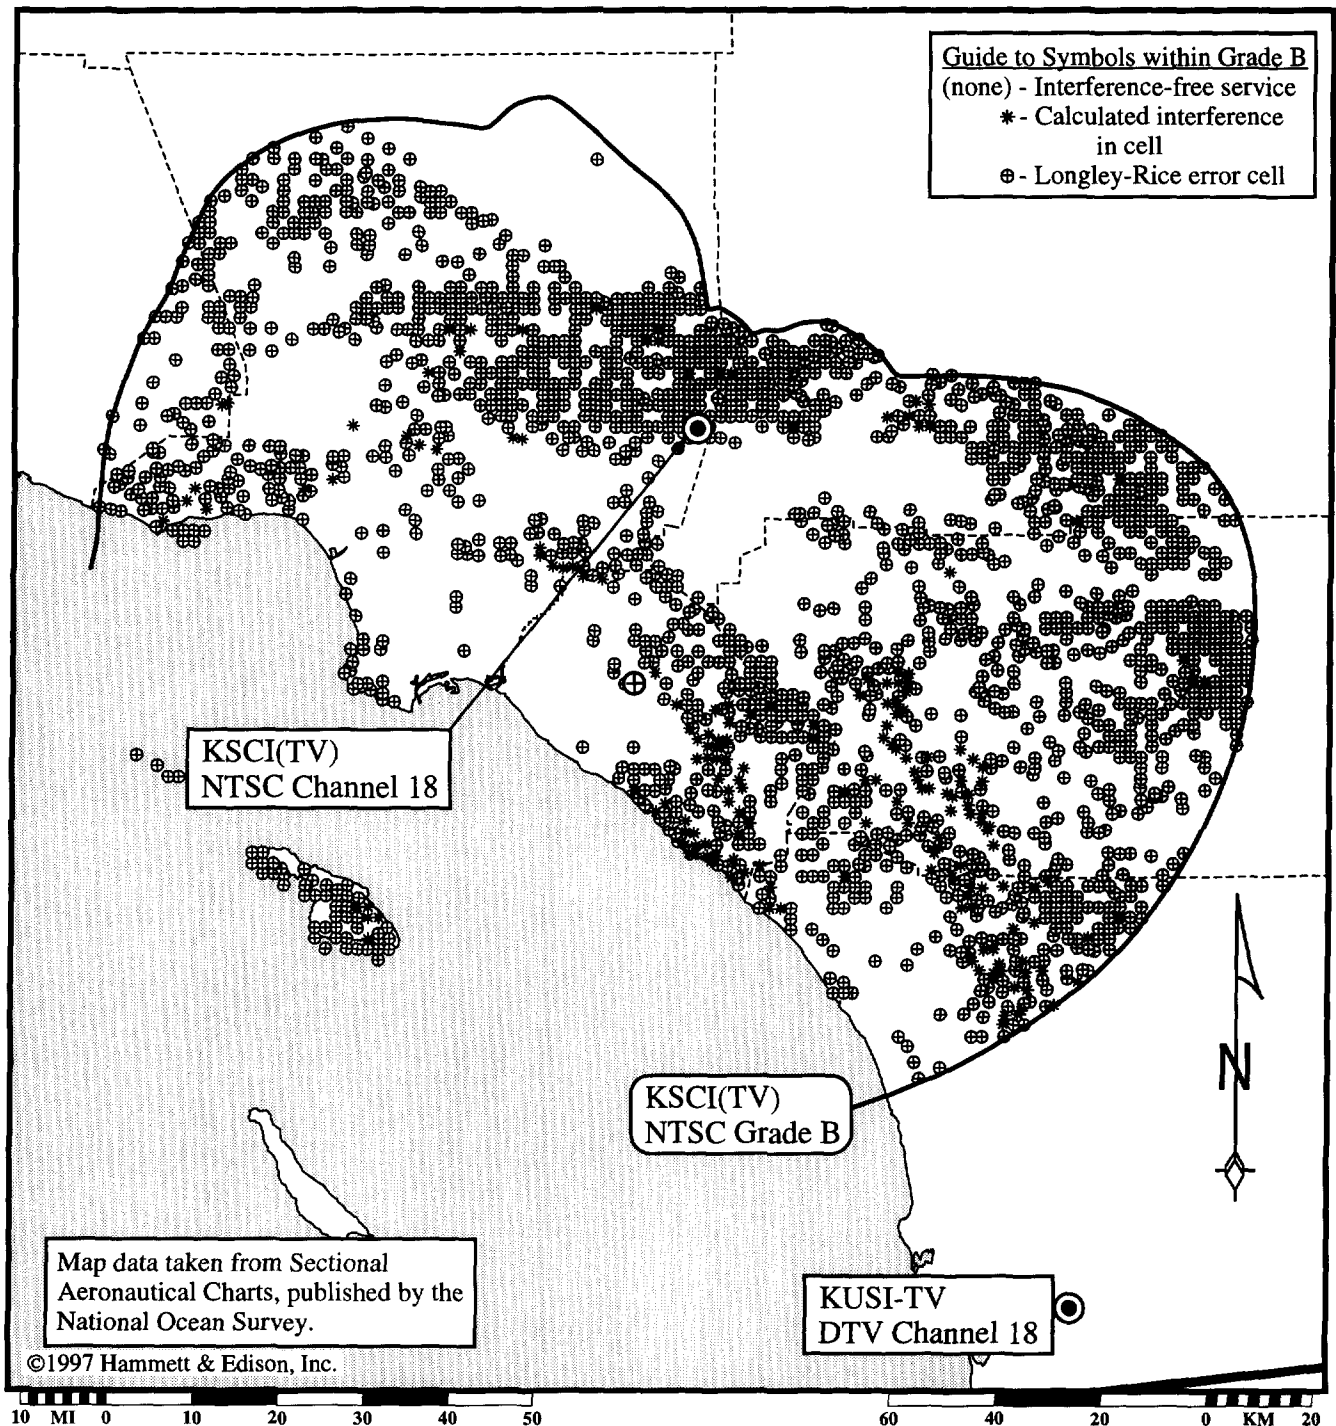 Guide to Symbols within Grade B
(none) - Interference-free service
* - Calculated interference
in cell
⊕ - Longley-Rice error cell
KSCI(TV)
NTSC Channel 18
KSCI(TV)
NTSC Grade B
N
Map data taken from Sectional
Aeronautical Charts, published by the
National Ocean Survey.
KUSI-TV
DTV Channel 18
©1997 Hammett & Edison, Inc.
10 MI 0 10 20 30 40 50 60 40 20 0 KM 20